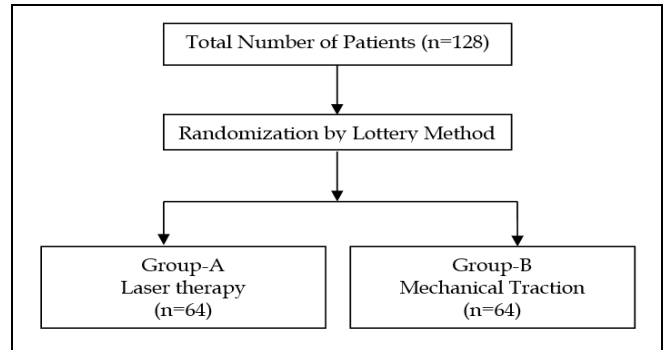 Total Number of Patients (n=128)
Randomization by Lottery Method
Group-A
Laser therapy
(n=64)
Group-B
Mechanical Traction
(n=64)